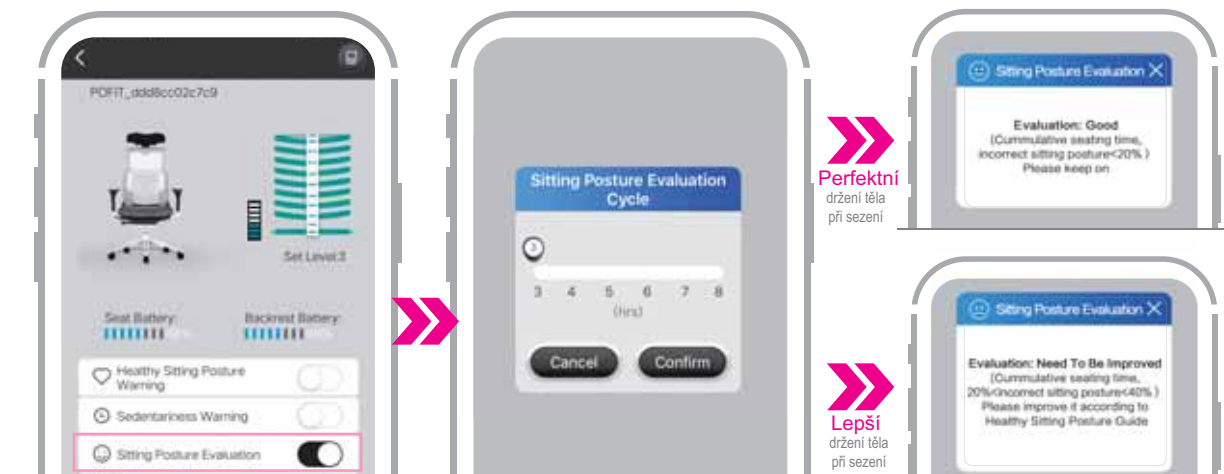 POFIT_ddd8cc02c7c9
Set Level:3
Seat Battery:
Backrest Battery:
Healthy Sitting Posture
Warning
Sedentariness Warning
Sitting Posture Evaluation
Sitting Posture Evaluation
Cycle
3
3 4 5 6 7 8
(hrs)
Cancel
Confirm
Perfektní
držení těla
při sezení
Sitting Posture Evaluation
Evaluation: Good
(Cummulative seating time,
incorrect sitting posture<20% )
Please keep on
Lepší
držení těla
při sezení
Sitting Posture Evaluation
Evaluation: Need To Be Improved
(Cummulative seating time,
20%<incorrect sitting posture<40% )
Please improve it according to
Healthy Sitting Posture Guide